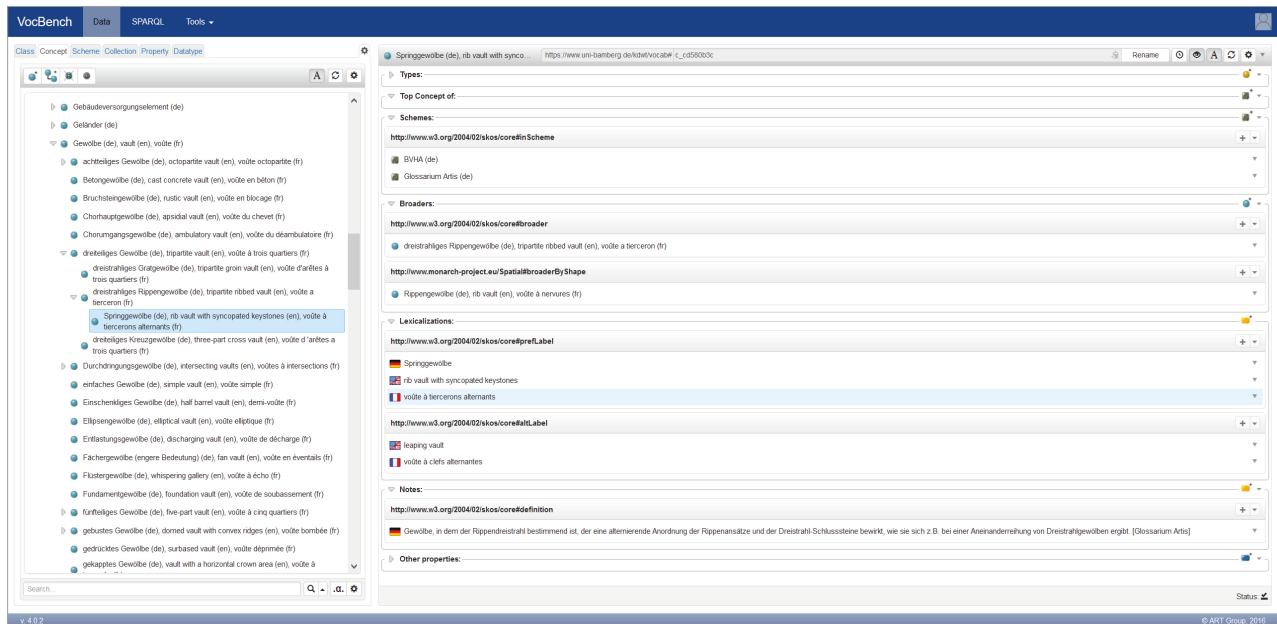 VocBench Data SPARQL Tools
Class Concept Scheme Collection Property Datatype
A
Gebäudeversorgungselement (de)
Geländer (de)
Gewölbe (de), vault (en), voûte (fr)
achtteiliges Gewölbe (de), octopartite vault (en), voûte octopartite (fr)
Betongewölbe (de), cast concrete vault (en), voûte en béton (fr)
Bruchsteingewölbe (de), rustic vault (en), voûte en blocage (fr)
Chorhauptgewölbe (de), apsidial vault (en), voûte du chevet (fr)
Chorumgangsgewölbe (de), ambulatory vault (en), voûte du déambulatoire (fr)
dreiteiliges Gewölbe (de), tripartite vault (en), voûte à trois quartiers (fr)
dreistrahliges Gratgewölbe (de), tripartite groin vault (en), voûte d'arêtes à
trois quartiers (fr)
dreistrahliges Rippengewölbe (de), tripartite ribbed vault (en), voûte a
tierceron (fr)
Springgewölbe (de), rib vault with syncopated keystones (en), voûte à
tiercerons alternants (fr)
dreiteiliges Kreuzgewölbe (de), three-part cross vault (en), voûte d 'arêtes a
trois quartiers (fr)
Durchdringungsgewölbe (de), intersecting vaults (en), voûtes à intersections (fr)
einfaches Gewölbe (de), simple vault (en), voûte simple (fr)
Einschenkliges Gewölbe (de), half barrel vault (en), demi-voûte (fr)
Ellipsengewölbe (de), elliptical vault (en), voûte elliptique (fr)
Entlastungsgewölbe (de), discharging vault (en), voûte de décharge (fr)
Fächergewölbe (engere Bedeutung) (de), fan vault (en), voûte en éventails (fr)
Flüstergewölbe (de), whispering gallery (en), voûte à écho (fr)
Fundamentgewölbe (de), foundation vault (en), voûte de soubassement (fr)
fünfteiliges Gewölbe (de), five-part vault (en), voûte à cinq quartiers (fr)
gebustes Gewölbe (de), domed vault with convex ridges (en), voûte bombée (fr)
gedrücktes Gewölbe (de), surbased vault (en), voûte déprimée (fr)
gekapptes Gewölbe (de), vault with a horizontal crown area (en), voûte à
Search... .α.
Springgewölbe (de), rib vault with synco... https://www.uni-bamberg.de/kdwt/vocab# c_cd580b3c Rename A
Types:
Top Concept of:
Schemes:
http://www.w3.org/2004/02/skos/core#inScheme
BVHA (de)
Glossarium Artis (de)
Broaders:
http://www.w3.org/2004/02/skos/core#broader
dreistrahliges Rippengewölbe (de), tripartite ribbed vault (en), voûte a tierceron (fr)
http://www.monarch-project.eu/Spatial#broaderByShape
Rippengewölbe (de), rib vault (en), voûte à nervures (fr)
Lexicalizations:
http://www.w3.org/2004/02/skos/core#prefLabel
Springgewölbe
rib vault with syncopated keystones
voûte à tiercerons alternants
http://www.w3.org/2004/02/skos/core#altLabel
leaping vault
voûte à clefs alternantes
Notes:
http://www.w3.org/2004/02/skos/core#definition
Gewölbe, in dem der Rippendreistrahl bestimmend ist, der eine alternierende Anordnung der Rippenansätze und der Dreistrahl-Schlusssteine bewirkt, wie sie sich z.B. bei einer Aneinanderreihung von Dreistrahlgewölben ergibt. [Glossarium Artis]
Other properties:
Status:
v. 4.0.2 © ART Group, 2016